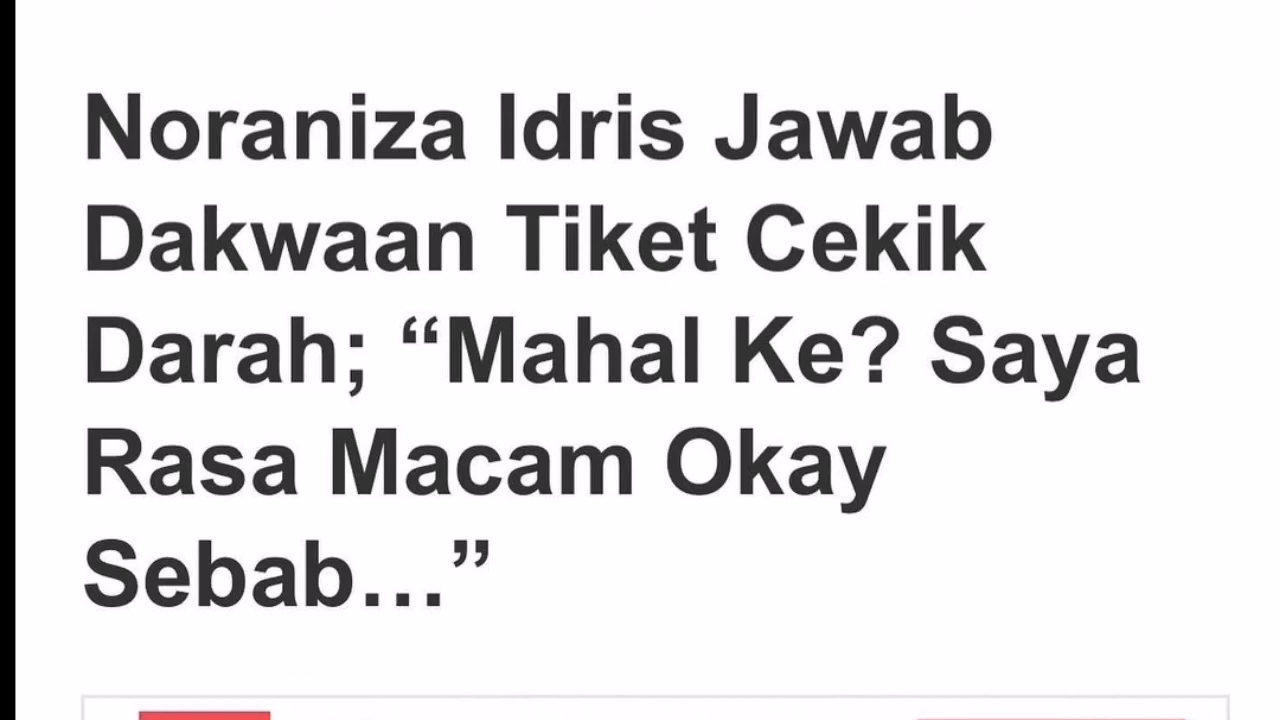 Noraniza Idris Jawab
Dakwaan Tiket Cekik
Darah; “Mahal Ke? Saya
Rasa Macam Okay
Sebab…”